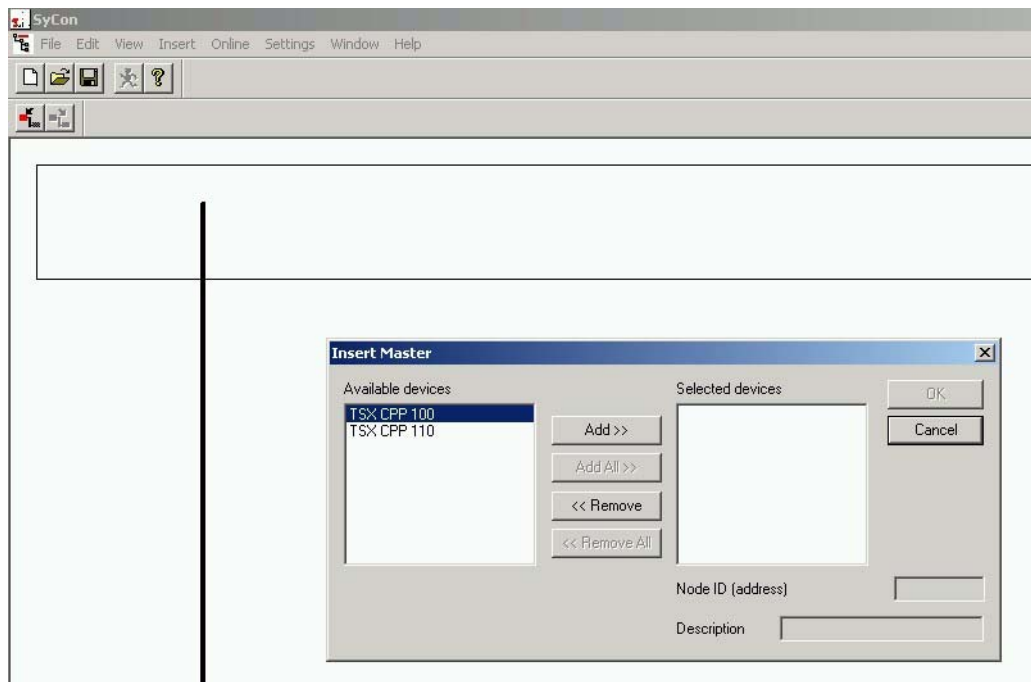 SyCon
File Edit View Insert Online Settings Window Help
Insert Master
Available devices
TSX CPP 100
TSX CPP 110
Add >>
Add All >>
<< Remove
<< Remove All
Selected devices
OK
Cancel
Node ID (address)
Description